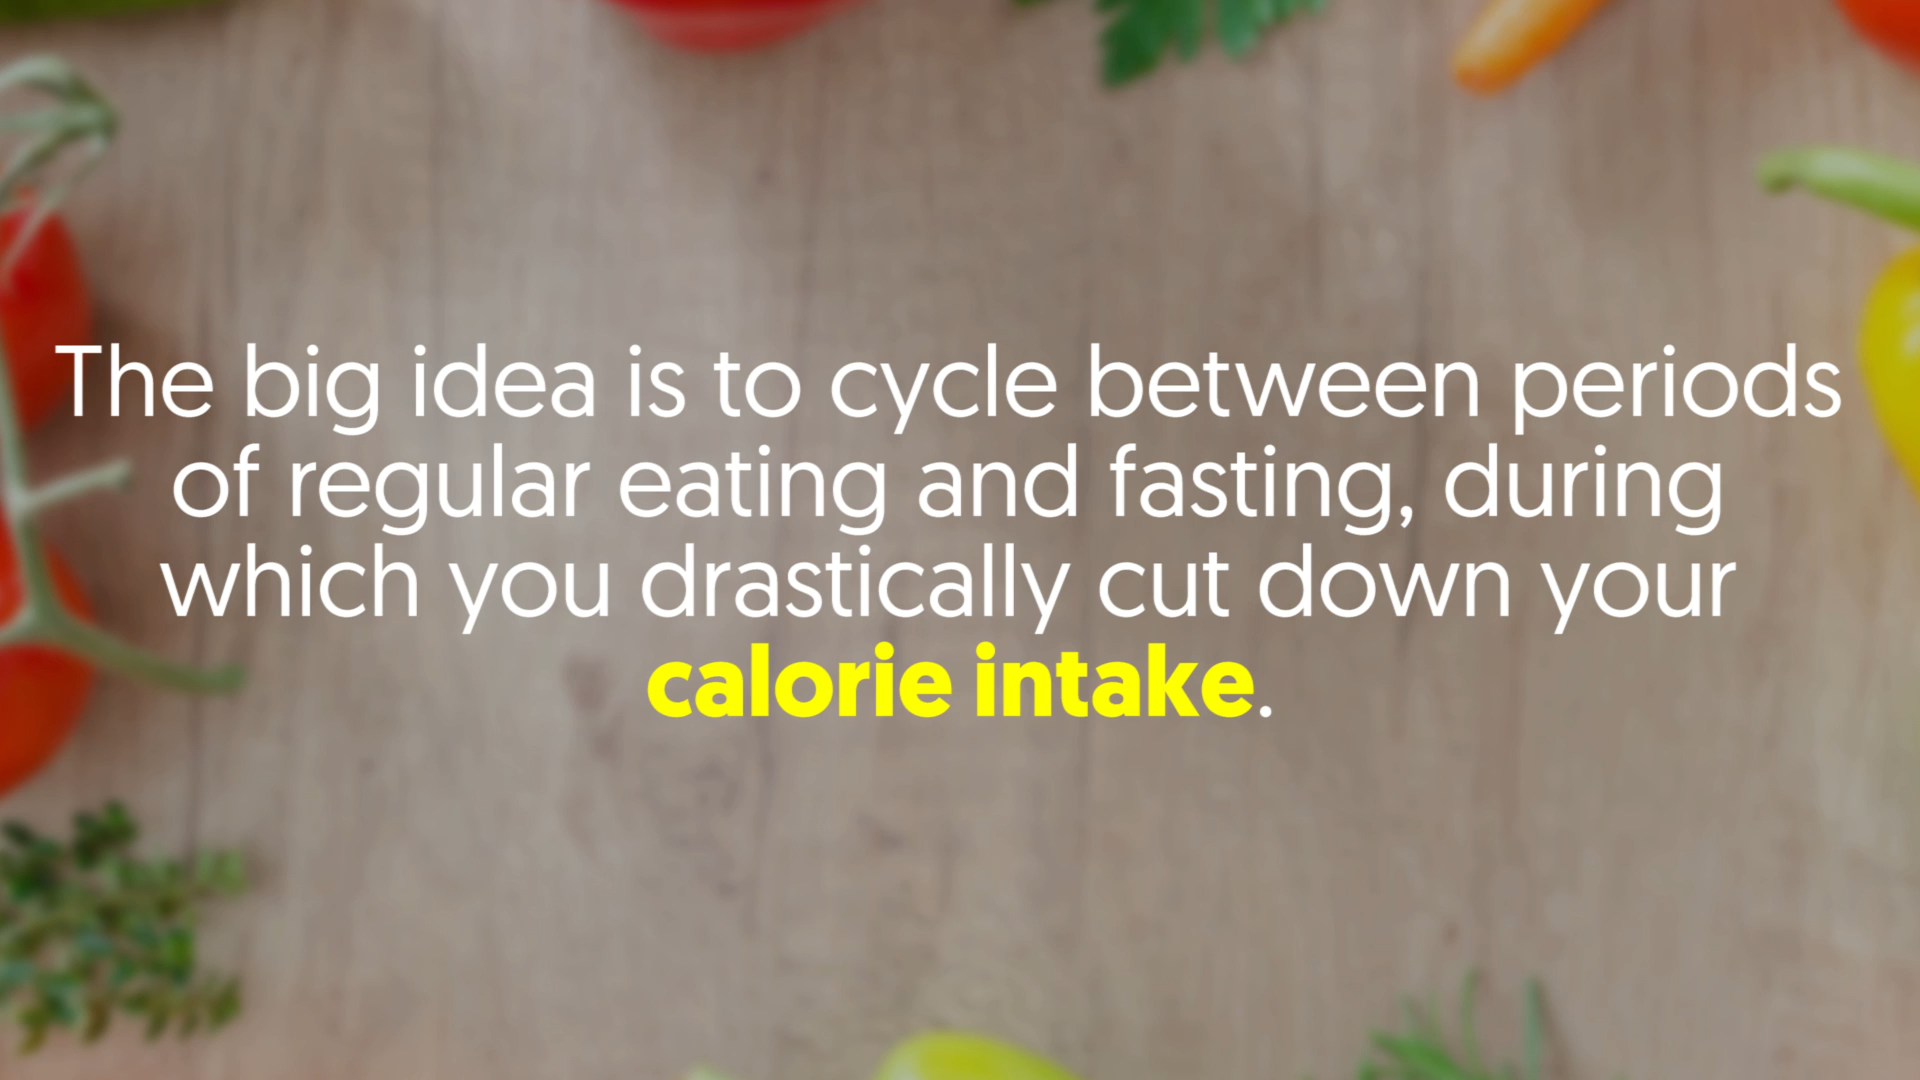 The big idea is to cycle between periods
of regular eating and fasting, during
which you drastically cut down your
calorie intake.